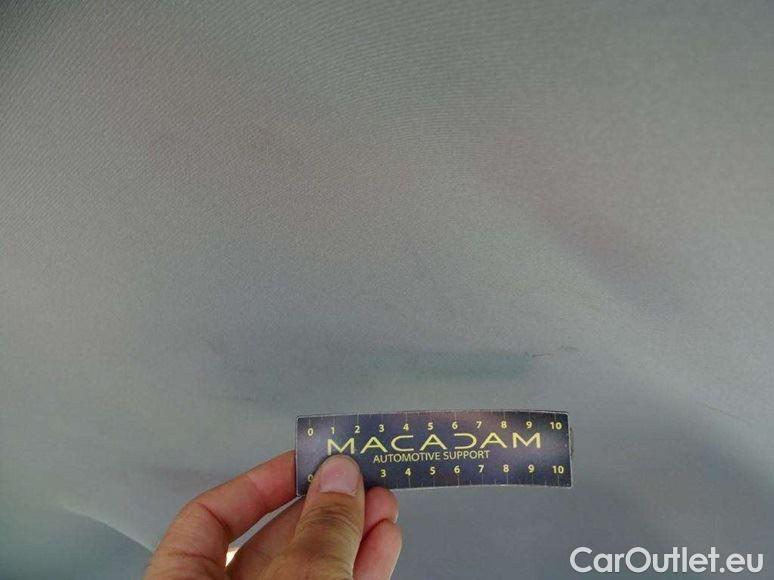 0 1 2 3 4 5 6 7 8 9 10
MACADAM
AUTOMOTIVE SUPPORT
0 3 4 5 6 7 8 9 10
CarOutlet.eu